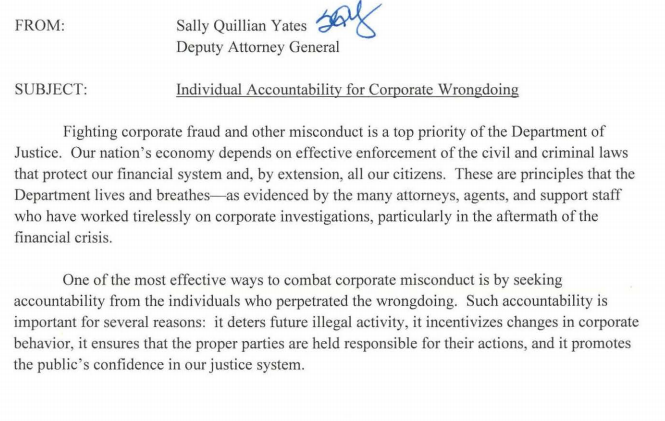 FROM: Sally Quillian Yates
Deputy Attorney General
SUBJECT: Individual Accountability for Corporate Wrongdoing
Fighting corporate fraud and other misconduct is a top priority of the Department of
Justice. Our nation's economy depends on effective enforcement of the civil and criminal laws
that protect our financial system and, by extension, all our citizens. These are principles that the
Department lives and breathes—as evidenced by the many attorneys, agents, and support staff
who have worked tirelessly on corporate investigations, particularly in the aftermath of the
financial crisis.
One of the most effective ways to combat corporate misconduct is by seeking
accountability from the individuals who perpetrated the wrongdoing. Such accountability is
important for several reasons: it deters future illegal activity, it incentivizes changes in corporate
behavior, it ensures that the proper parties are held responsible for their actions, and it promotes
the public's confidence in our justice system.